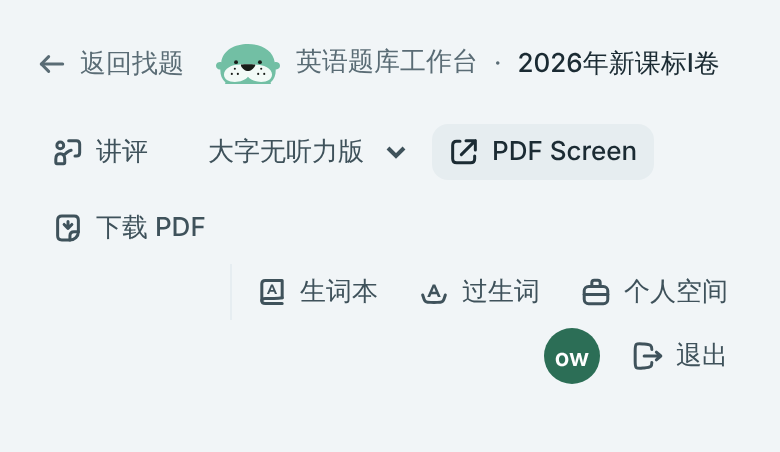 返回找题 英语题库工作台 · 2026年新课标I卷
讲评 大字无听力版 PDF Screen
下载 PDF
A 生词本 A 过生词 个人空间
ow 退出